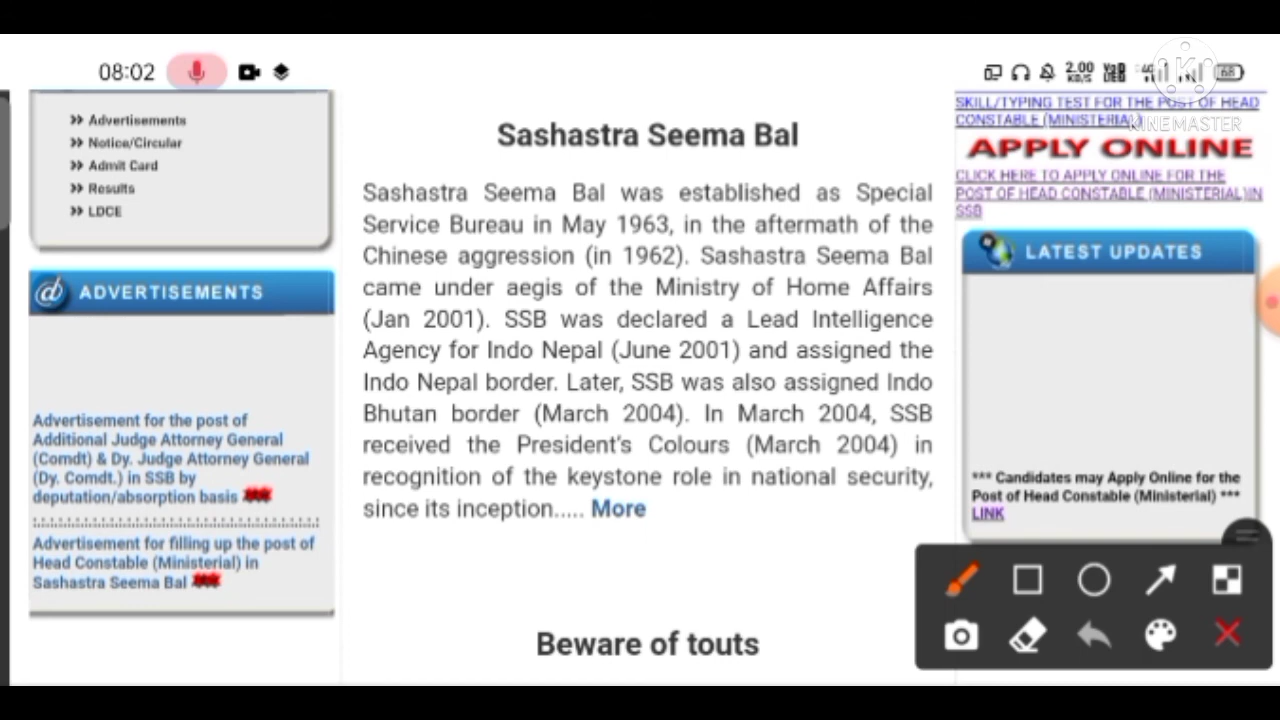 08:02
2.00
KB/S
68
Advertisements
Notice/Circular
Admit Card
Results
LDCE
ADVERTISEMENTS
Advertisement for the post of
Additional Judge Attorney General
(Comdt) & Dy. Judge Attorney General
(Dy. Comdt.) in SSB by
deputation/absorption basis
Advertisement for filling up the post of
Head Constable (Ministerial) in
Sashastra Seema Bal
Sashastra Seema Bal
Sashastra Seema Bal was established as Special
Service Bureau in May 1963, in the aftermath of the
Chinese aggression (in 1962). Sashastra Seema Bal
came under aegis of the Ministry of Home Affairs
(Jan 2001). SSB was declared a Lead Intelligence
Agency for Indo Nepal (June 2001) and assigned the
Indo Nepal border. Later, SSB was also assigned Indo
Bhutan border (March 2004). In March 2004, SSB
received the President's Colours (March 2004) in
recognition of the keystone role in national security,
since its inception..... More
Beware of touts
SKILL/TYPING TEST FOR THE POST OF HEAD
CONSTABLE (MINISTERIAL)
KINEMASTER
APPLY ONLINE
CLICK HERE TO APPLY ONLINE FOR THE
POST OF HEAD CONSTABLE (MINISTERIAL)IN
SSB
LATEST UPDATES
*** Candidates may Apply Online for the
Post of Head Constable (Ministerial) ***
LINK